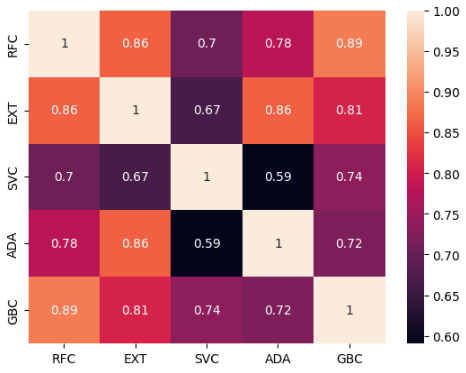 RFC 1 0.86 0.7 0.78 0.89
EXT 0.86 1 0.67 0.86 0.81
SVC 0.7 0.67 1 0.59 0.74
ADA 0.78 0.86 0.59 1 0.72
GBC 0.89 0.81 0.74 0.72 1
RFC EXT SVC ADA GBC
1.00
0.95
0.90
0.85
0.80
0.75
0.70
0.65
0.60